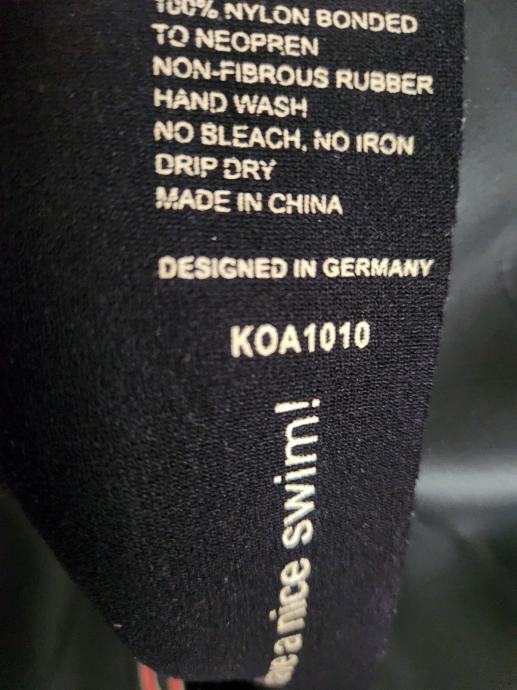 100% NYLON BONDED
TO NEOPREN
NON-FIBROUS RUBBER
HAND WASH
NO BLEACH, NO IRON
DRIP DRY
MADE IN CHINA
DESIGNED IN GERMANY
KOA1010
a nice swim!